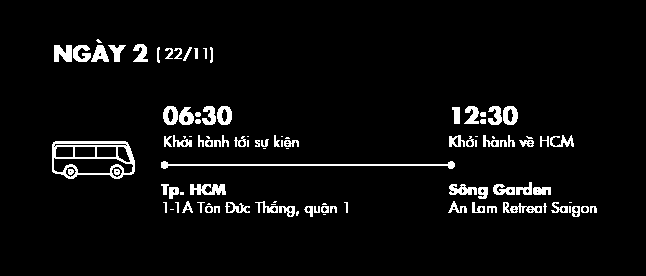 NGÀY 2 ( 22/11)
06:30
Khởi hành tới sự kiện
Tp. HCM
1-1A Tôn Đức Thắng, quận 1
12:30
Khởi hành về HCM
Sông Garden
An Lam Retreat Saigon